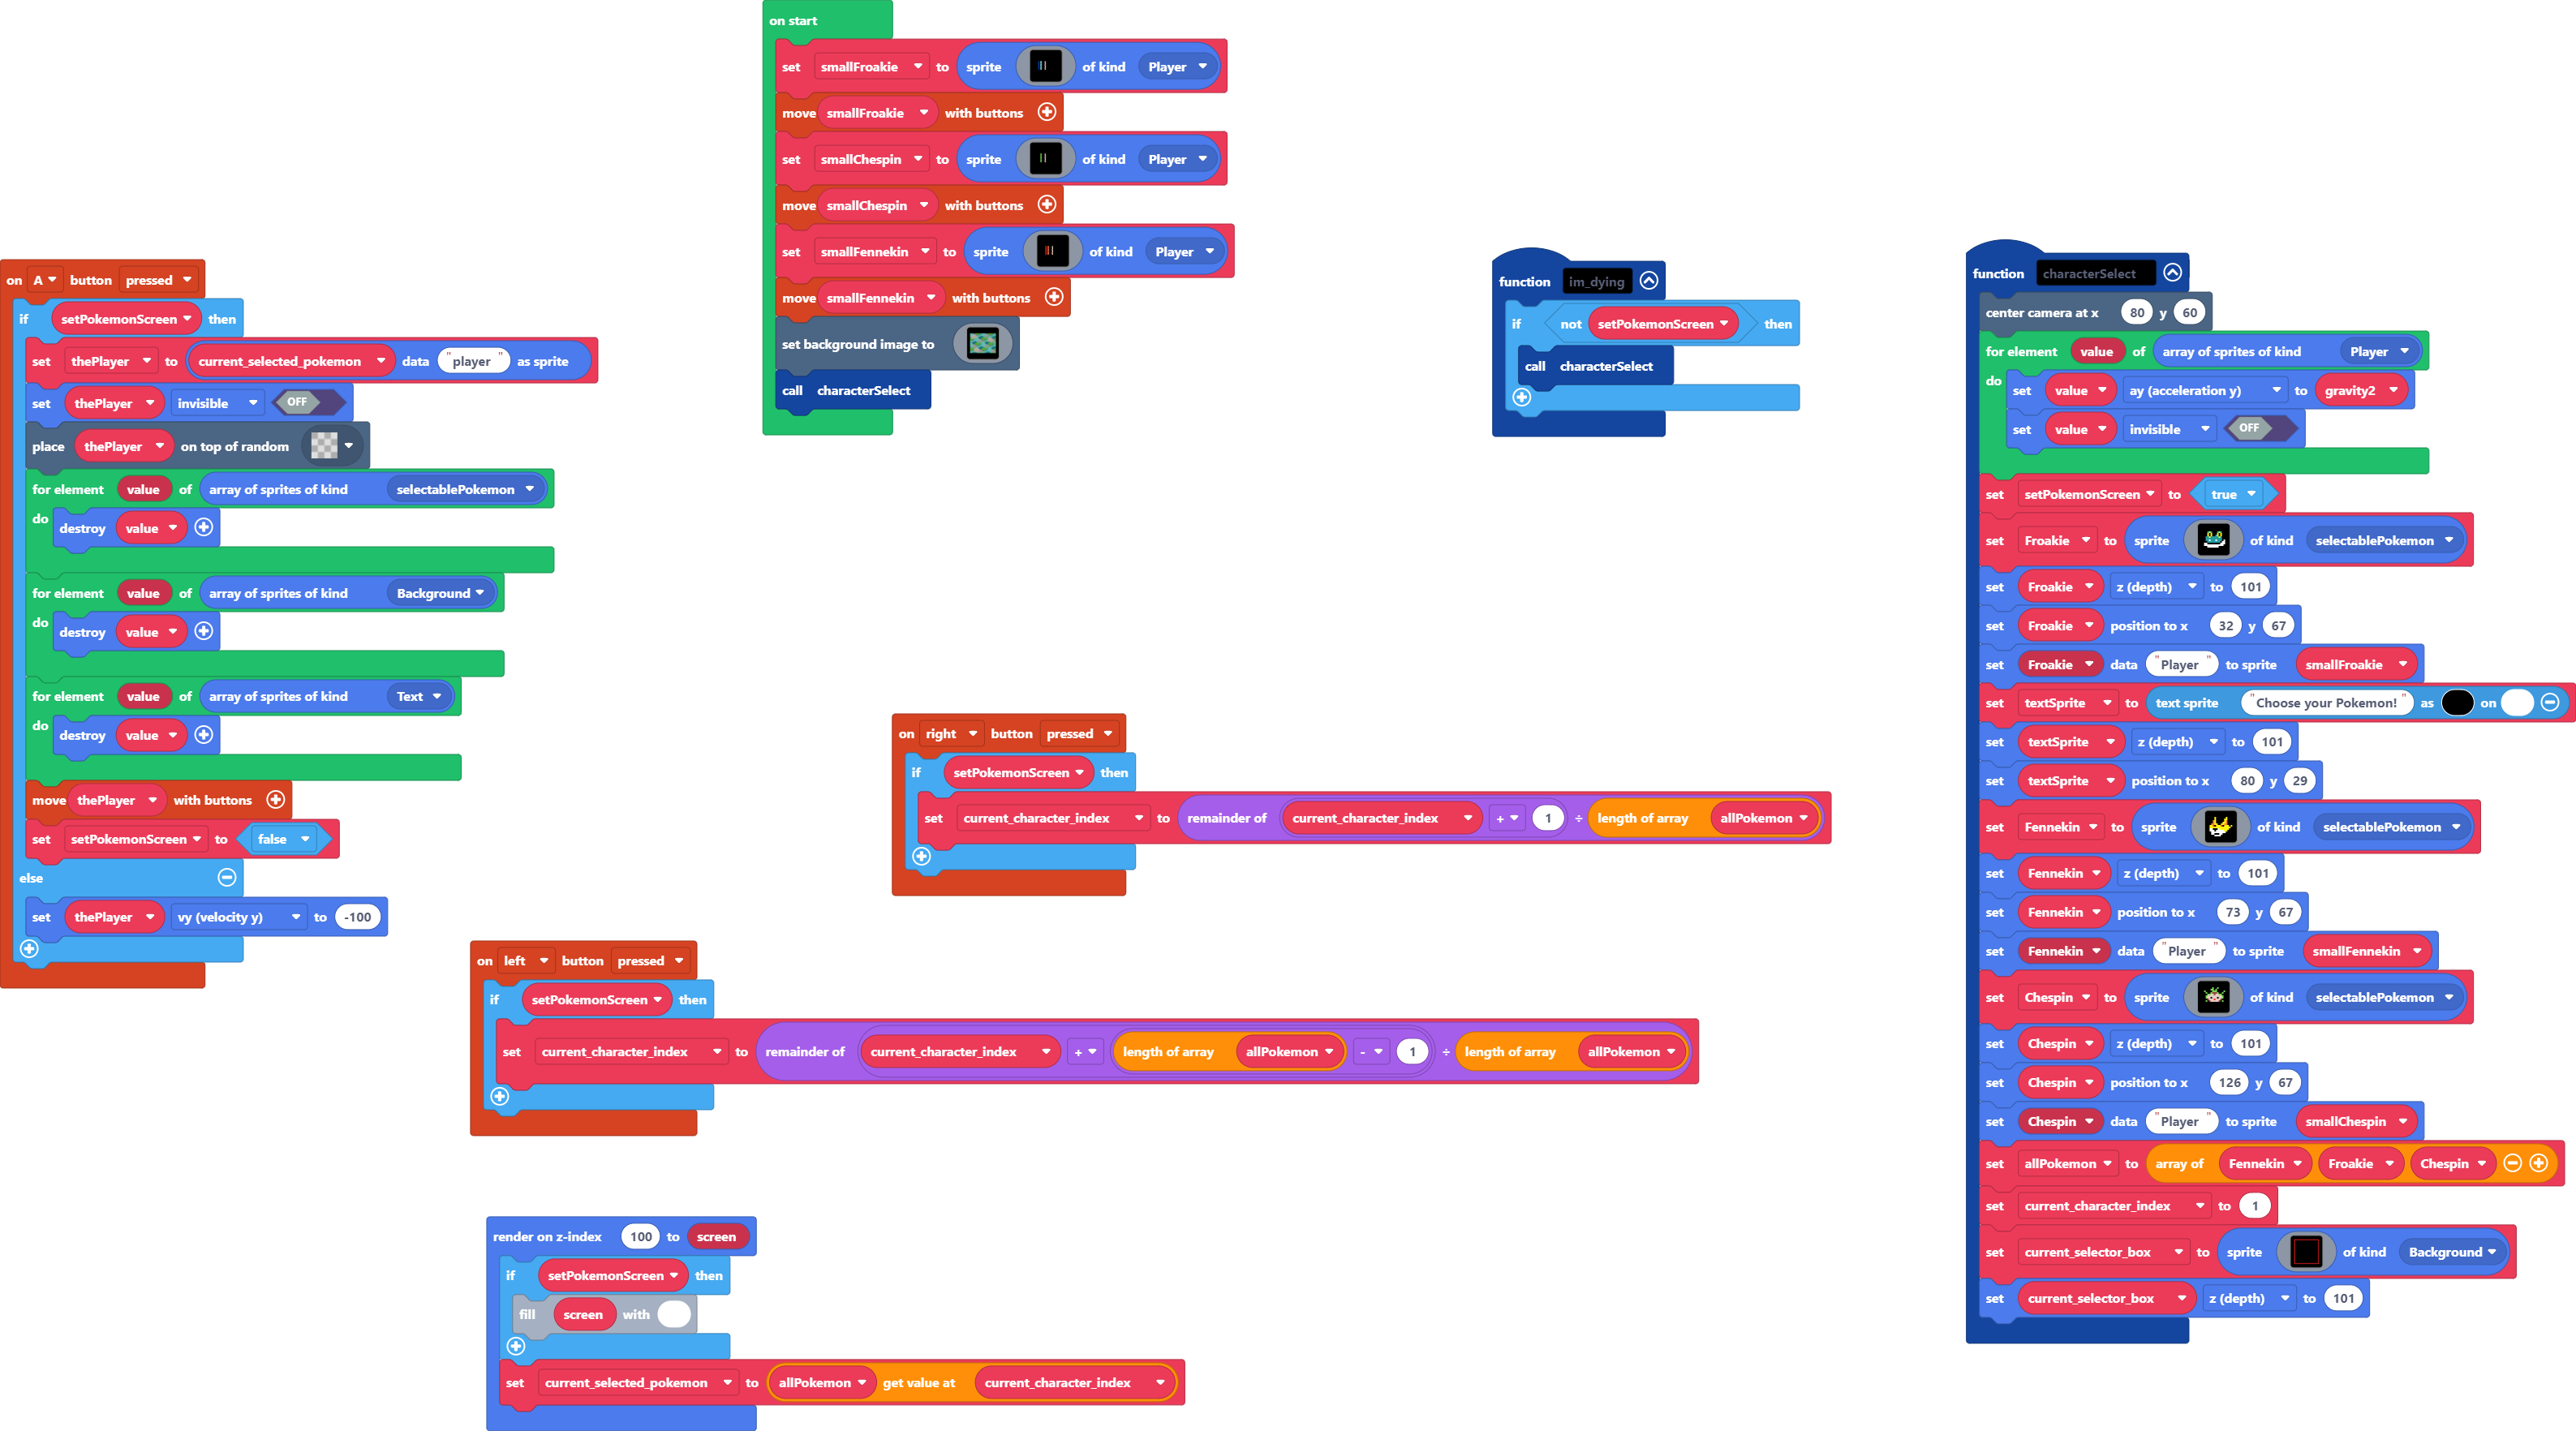 on start
set smallFroakie to sprite of kind Player
move smallFroakie with buttons
set smallChespin to sprite of kind Player
move smallChespin with buttons
set smallFennekin to sprite of kind Player
move smallFennekin with buttons
set background image to
call characterSelect
on A button pressed
if setPokemonScreen then
set thePlayer to current_selected_pokemon data "player" as sprite
set thePlayer invisible OFF
place thePlayer on top of random
for element value of array of sprites of kind selectablePokemon
do destroy value
for element value of array of sprites of kind Background
do destroy value
for element value of array of sprites of kind Text
do destroy value
move thePlayer with buttons
set setPokemonScreen to false
else
set thePlayer vy (velocity y) to -100
function im_dying
if not setPokemonScreen then
call characterSelect
on right button pressed
if setPokemonScreen then
set current_character_index to remainder of current_character_index + 1 ÷ length of array allPokemon
on left button pressed
if setPokemonScreen then
set current_character_index to remainder of current_character_index + length of array allPokemon - 1 ÷ length of array allPokemon
render on z-index 100 to screen
if setPokemonScreen then
fill screen with
set current_selected_pokemon to allPokemon get value at current_character_index
function characterSelect
center camera at x 80 y 60
for element value of array of sprites of kind Player
do set value ay (acceleration y) to gravity2
set value invisible OFF
set setPokemonScreen to true
set Froakie to sprite of kind selectablePokemon
set Froakie z (depth) to 101
set Froakie position to x 32 y 67
set Froakie data "Player" to sprite smallFroakie
set textSprite to text sprite "Choose your Pokemon!" as on
set textSprite z (depth) to 101
set textSprite position to x 80 y 29
set Fennekin to sprite of kind selectablePokemon
set Fennekin z (depth) to 101
set Fennekin position to x 73 y 67
set Fennekin data "Player" to sprite smallFennekin
set Chespin to sprite of kind selectablePokemon
set Chespin z (depth) to 101
set Chespin position to x 126 y 67
set Chespin data "Player" to sprite smallChespin
set allPokemon to array of Fennekin Froakie Chespin
set current_character_index to 1
set current_selector_box to sprite of kind Background
set current_selector_box z (depth) to 101